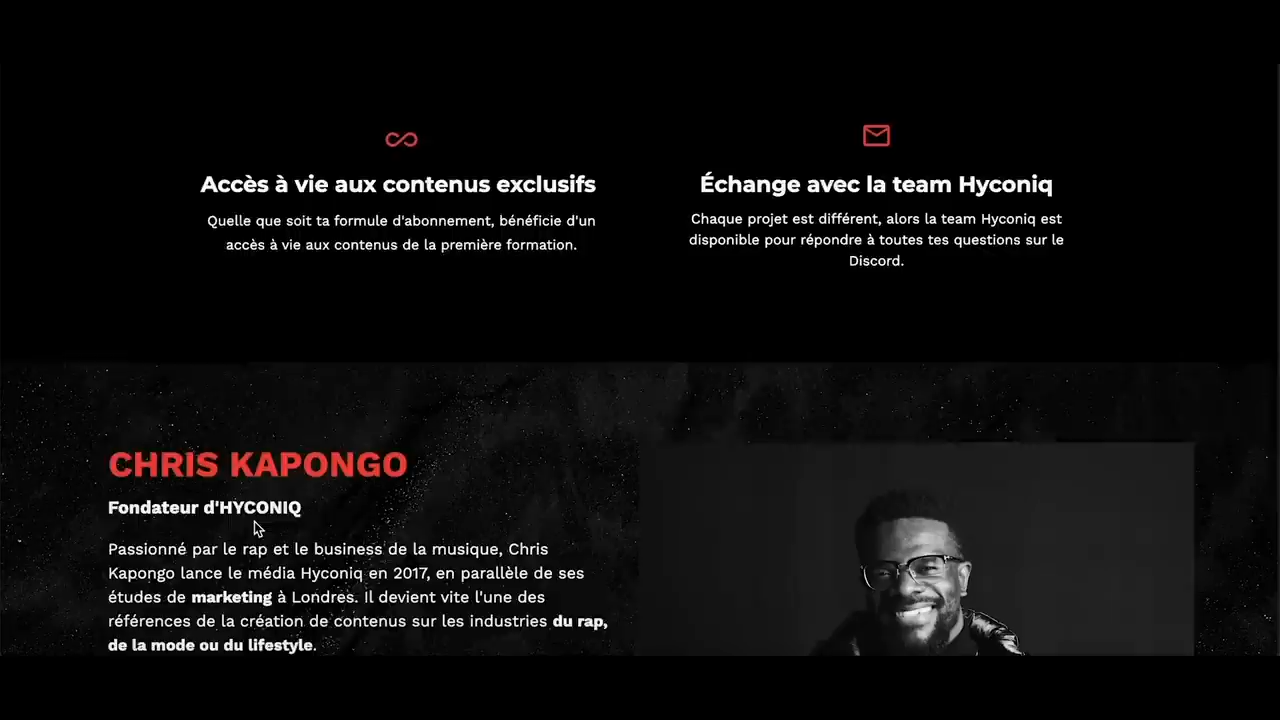 Accès à vie aux contenus exclusifs
Quelle que soit ta formule d'abonnement, bénéficie d'un
accès à vie aux contenus de la première formation.
Échange avec la team Hyconiq
Chaque projet est différent, alors la team Hyconiq est
disponible pour répondre à toutes tes questions sur le
Discord.
CHRIS KAPONGO
Fondateur d'HYCONIQ
Passionné par le rap et le business de la musique, Chris
Kapongo lance le média Hyconiq en 2017, en parallèle de ses
études de marketing à Londres. Il devient vite l'une des
références de la création de contenus sur les industries du rap,
de la mode ou du lifestyle.